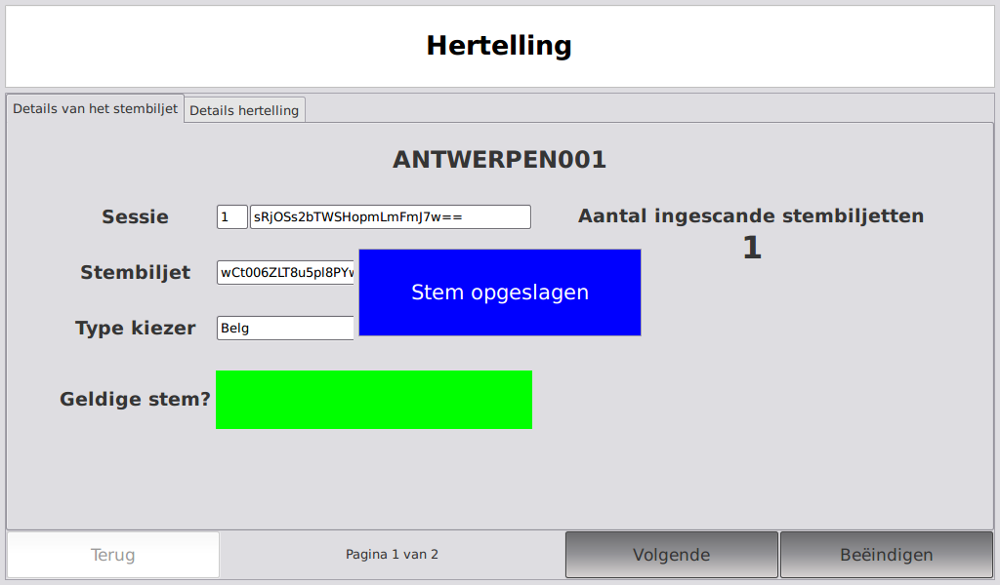 Hertelling
Details van het stembiljet
Details hertelling
ANTWERPEN001
Sessie
1
sRjOSs2bTWSHopmLmFmJ7w==
Aantal ingescande stembiljetten
1
Stembiljet
wCt006ZLT8u5pl8PYv
Stem opgeslagen
Type kiezer
Belg
Geldige stem?
Terug
Pagina 1 van 2
Volgende
Beëindigen